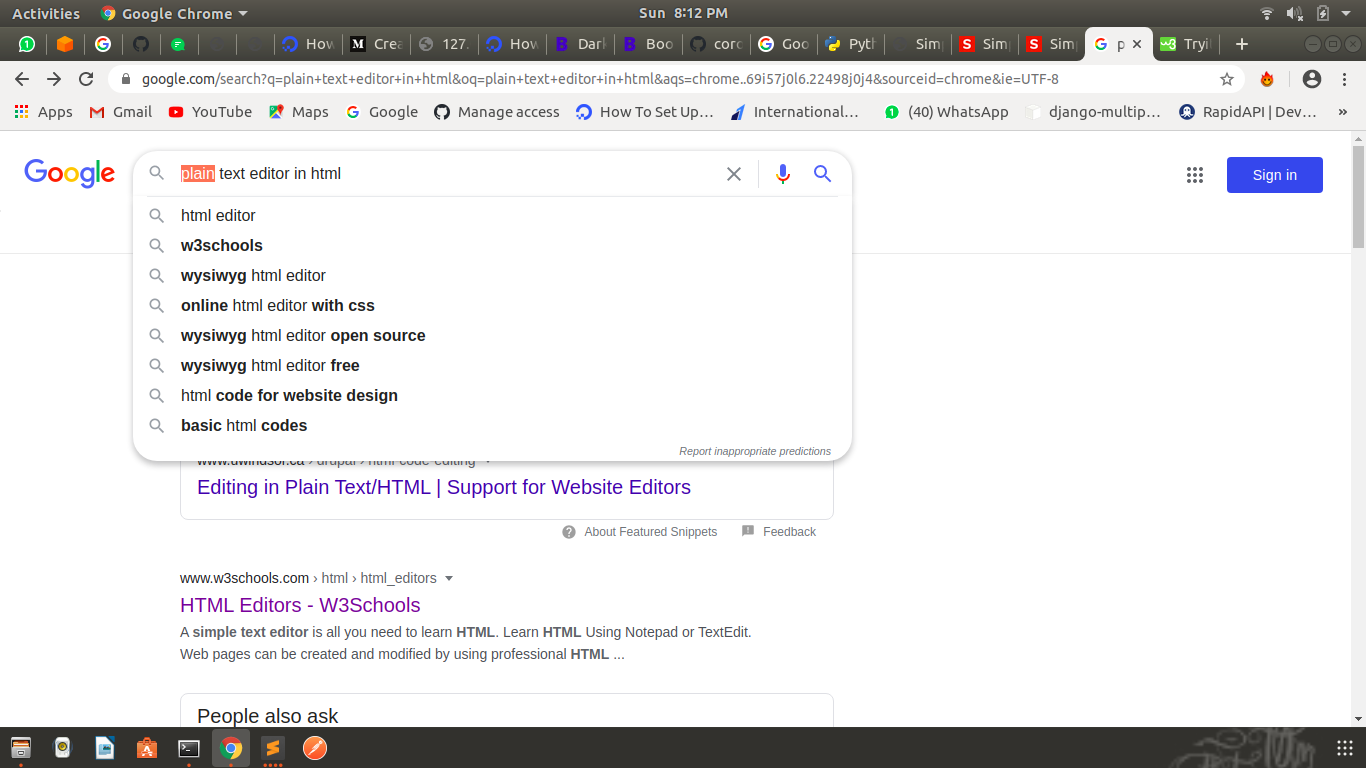 Activities Google Chrome Sun 8:12 PM
How Crea 127. How Dark Boo coro Goo Pyth Simp Simp Simp p Tryi
google.com/search?q=plain+text+editor+in+html&oq=plain+text+editor+in+html&aqs=chrome..69i57j0l6.22498j0j4&sourceid=chrome&ie=UTF-8
Apps Gmail YouTube Maps Google Manage access How To Set Up… International… (40) WhatsApp django-multip… RapidAPI | Dev… »
Google plain text editor in html Sign in
html editor
w3schools
wysiwyg html editor
online html editor with css
wysiwyg html editor open source
wysiwyg html editor free
html code for website design
basic html codes
Report inappropriate predictions
www.uwindsor.ca › drupal › html-code-editing
Editing in Plain Text/HTML | Support for Website Editors
About Featured Snippets Feedback
www.w3schools.com › html › html_editors
HTML Editors - W3Schools
A simple text editor is all you need to learn HTML. Learn HTML Using Notepad or TextEdit.
Web pages can be created and modified by using professional HTML ...
People also ask